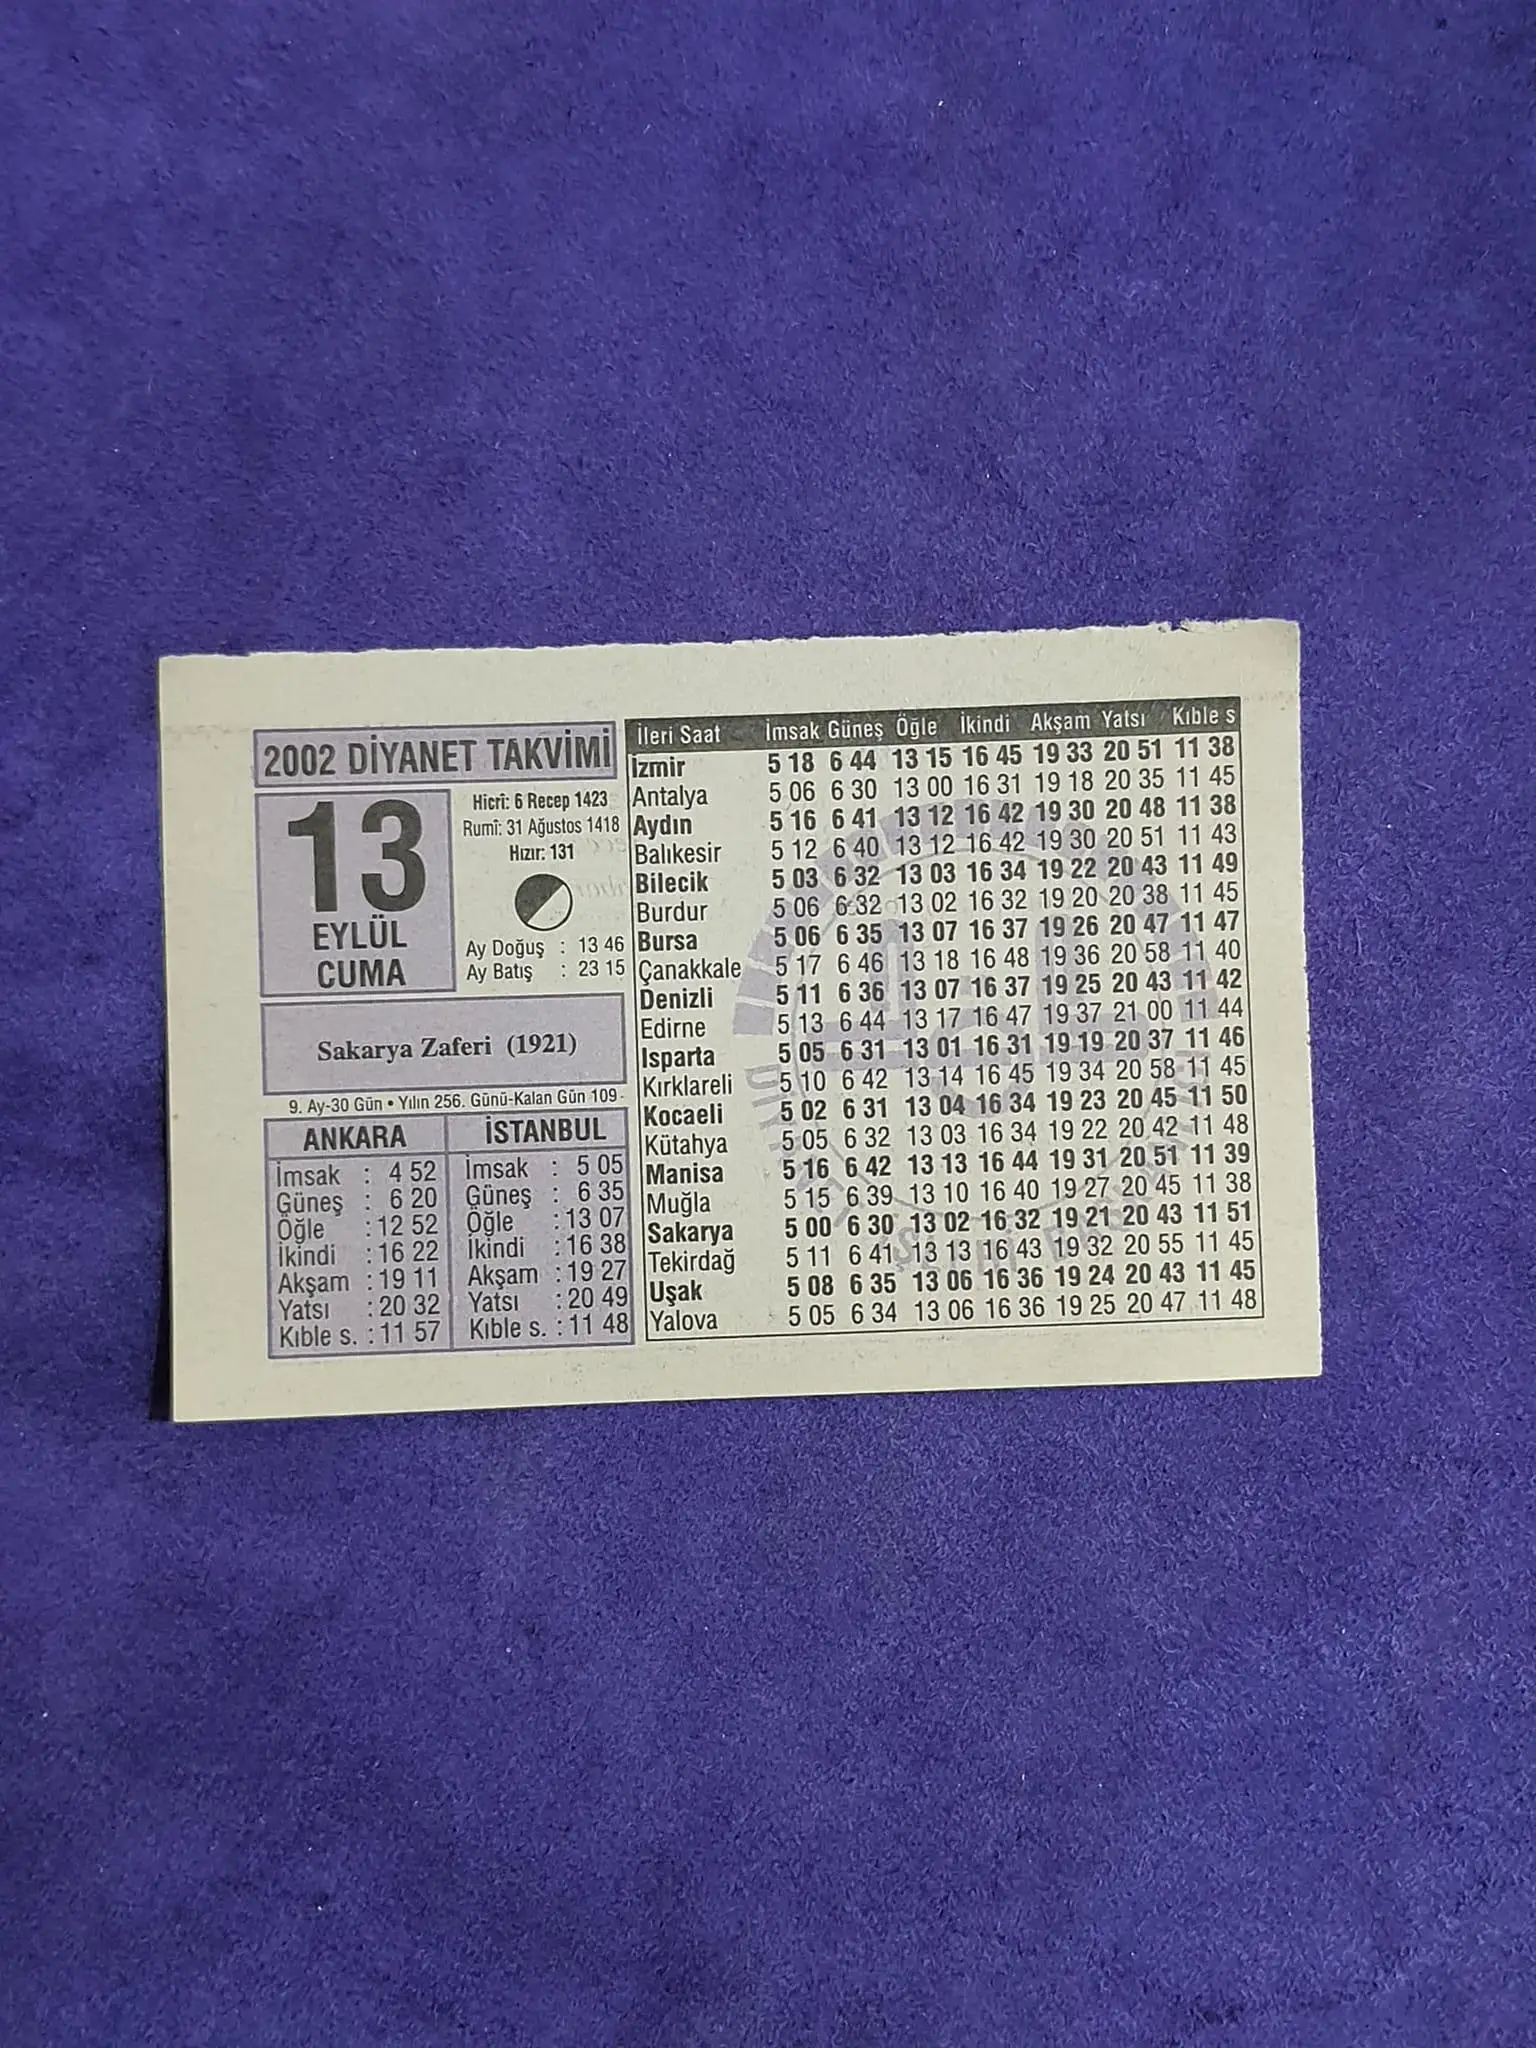 2002 DİYANET TAKVİMİ
13
EYLÜL
CUMA
Hicrî: 6 Recep 1423
Rumî: 31 Ağustos 1418
Hızır: 131
Ay Doğuş : 13 46
Ay Batış : 23 15
Sakarya Zaferi (1921)
9. Ay-30 Gün • Yılın 256. Günü-Kalan Gün 109-
ANKARA
İmsak : 4 52
Güneş : 6 20
Öğle : 12 52
İkindi : 16 22
Akşam : 19 11
Yatsı : 20 32
Kıble s. : 11 57
İSTANBUL
İmsak : 5 05
Güneş : 6 35
Öğle : 13 07
İkindi : 16 38
Akşam : 19 27
Yatsı : 20 49
Kıble s. : 11 48
İleri Saat İmsak Güneş Öğle İkindi Akşam Yatsı Kıble s
İzmir 5 18 6 44 13 15 16 45 19 33 20 51 11 38
Antalya 5 06 6 30 13 00 16 31 19 18 20 35 11 45
Aydın 5 16 6 41 13 12 16 42 19 30 20 48 11 38
Balıkesir 5 12 6 40 13 12 16 42 19 30 20 51 11 43
Bilecik 5 03 6 32 13 03 16 34 19 22 20 43 11 49
Burdur 5 06 6 32 13 02 16 32 19 20 20 38 11 45
Bursa 5 06 6 35 13 07 16 37 19 26 20 47 11 47
Çanakkale 5 17 6 46 13 18 16 48 19 36 20 58 11 40
Denizli 5 11 6 36 13 07 16 37 19 25 20 43 11 42
Edirne 5 13 6 44 13 17 16 47 19 37 21 00 11 44
Isparta 5 05 6 31 13 01 16 31 19 19 20 37 11 46
Kırklareli 5 10 6 42 13 14 16 45 19 34 20 58 11 45
Kocaeli 5 02 6 31 13 04 16 34 19 23 20 45 11 50
Kütahya 5 05 6 32 13 03 16 34 19 22 20 42 11 48
Manisa 5 16 6 42 13 13 16 44 19 31 20 51 11 39
Muğla 5 15 6 39 13 10 16 40 19 27 20 45 11 38
Sakarya 5 00 6 30 13 02 16 32 19 21 20 43 11 51
Tekirdağ 5 11 6 41 13 13 16 43 19 32 20 55 11 45
Uşak 5 08 6 35 13 06 16 36 19 24 20 43 11 45
Yalova 5 05 6 34 13 06 16 36 19 25 20 47 11 48